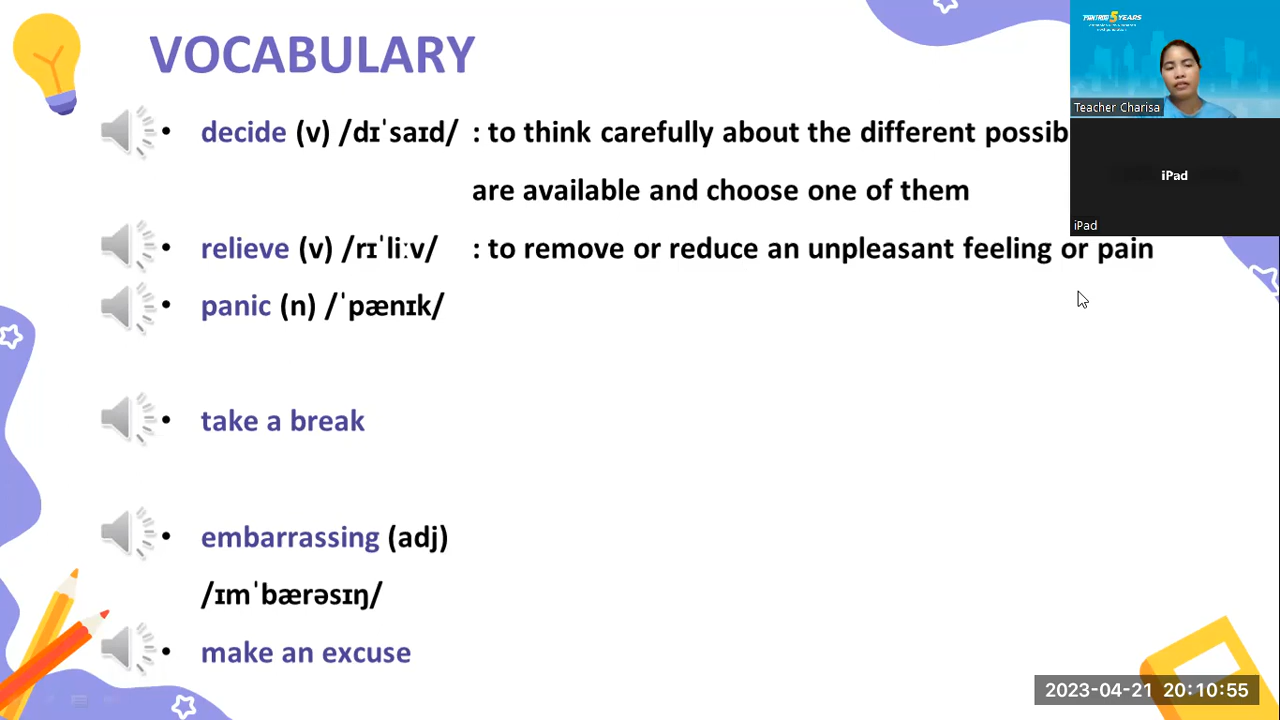 VOCABULARY
• decide (v) /dɪˈsaɪd/ : to think carefully about the different possib
are available and choose one of them
• relieve (v) /rɪˈliːv/ : to remove or reduce an unpleasant feeling or pain
• panic (n) /ˈpænɪk/
• take a break
• embarrassing (adj)
/ɪmˈbærəsɪŋ/
• make an excuse
5 YEARS
Teacher Charisa
iPad
iPad
2023-04-21 20:10:55